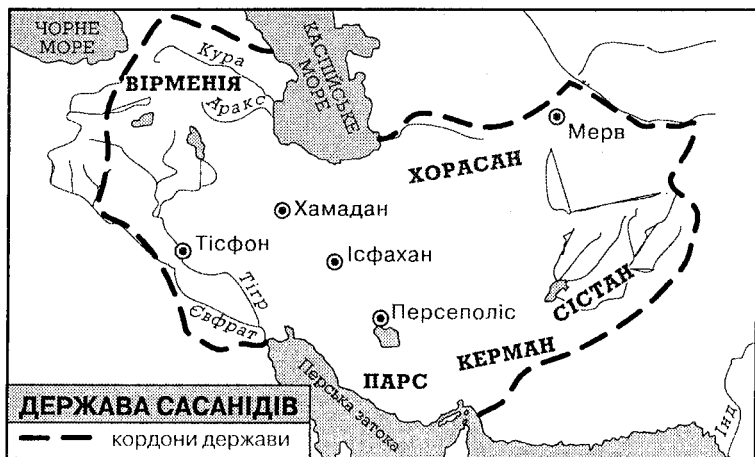 ЧОРНЕ
МОРЕ
Кура
КАСПІЙСЬКЕ
МОРЕ
ВІРМЕНІЯ
Аракс
Мерв
ХОРАСАН
Хамадан
Тісфон
Ісфахан
Тігр
Євфрат
Персеполіс
СІСТАН
КЕРМАН
ПАРС
Перська затока
Інд
ДЕРЖАВА САСАНІДІВ
кордони держави